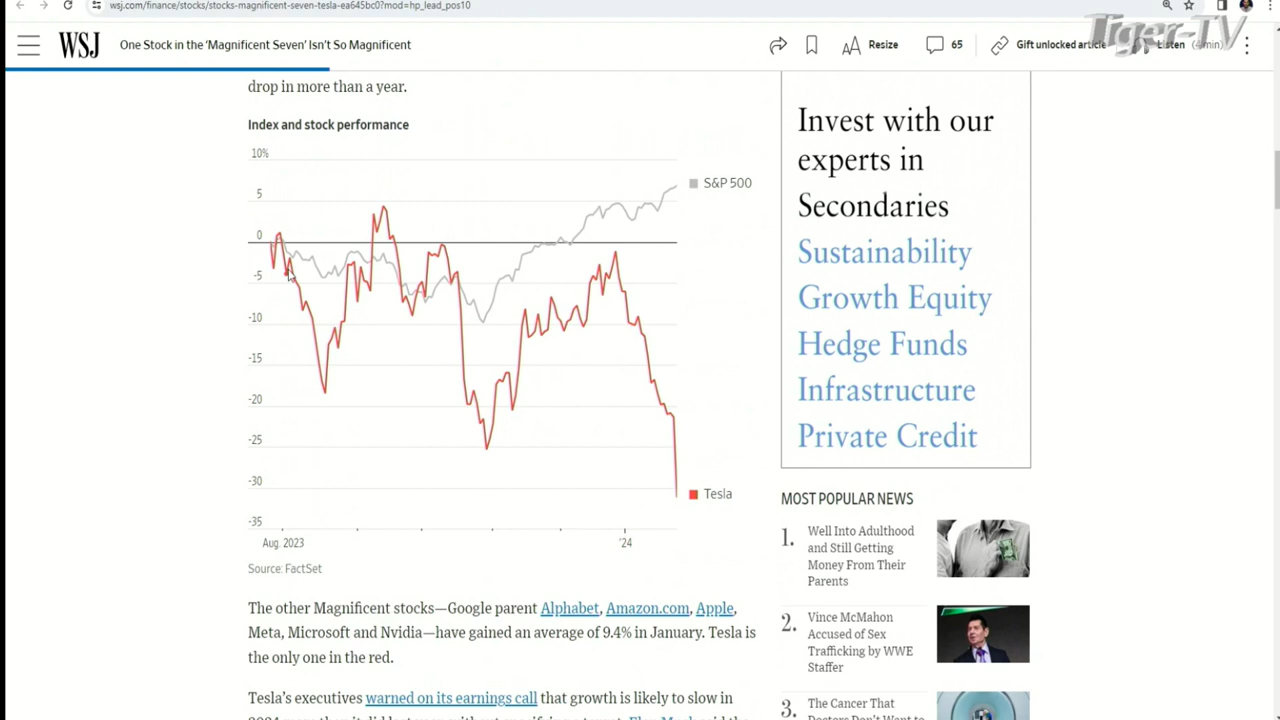 wsj.com/finance/stocks/stocks-magnificent-seven-tesla-ea645bc0?mod=hp_lead_pos10
Tiger-TV
WSJ
One Stock in the ‘Magnificent Seven’ Isn’t So Magnificent
Resize
65
Gift unlocked article
Listen (4 min)
drop in more than a year.
Index and stock performance
10%
5
0
-5
-10
-15
-20
-25
-30
-35
S&P 500
Tesla
Aug. 2023
’24
Source: FactSet
The other Magnificent stocks—Google parent Alphabet, Amazon.com, Apple,
Meta, Microsoft and Nvidia—have gained an average of 9.4% in January. Tesla is
the only one in the red.
Tesla’s executives warned on its earnings call that growth is likely to slow in
Invest with our
experts in
Secondaries
Sustainability
Growth Equity
Hedge Funds
Infrastructure
Private Credit
MOST POPULAR NEWS
1.
Well Into Adulthood
and Still Getting
Money From Their
Parents
2.
Vince McMahon
Accused of Sex
Trafficking by WWE
Staffer
3.
The Cancer That
Doctors Don’t Want to